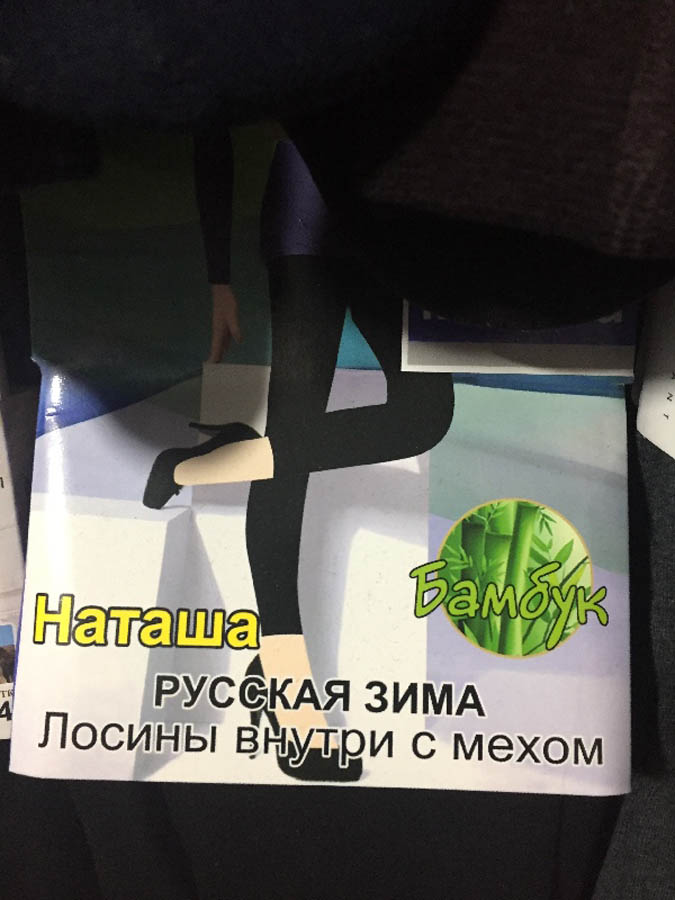 Бамбук
Наташа
РУССКАЯ ЗИМА
Лосины внутри с мехом